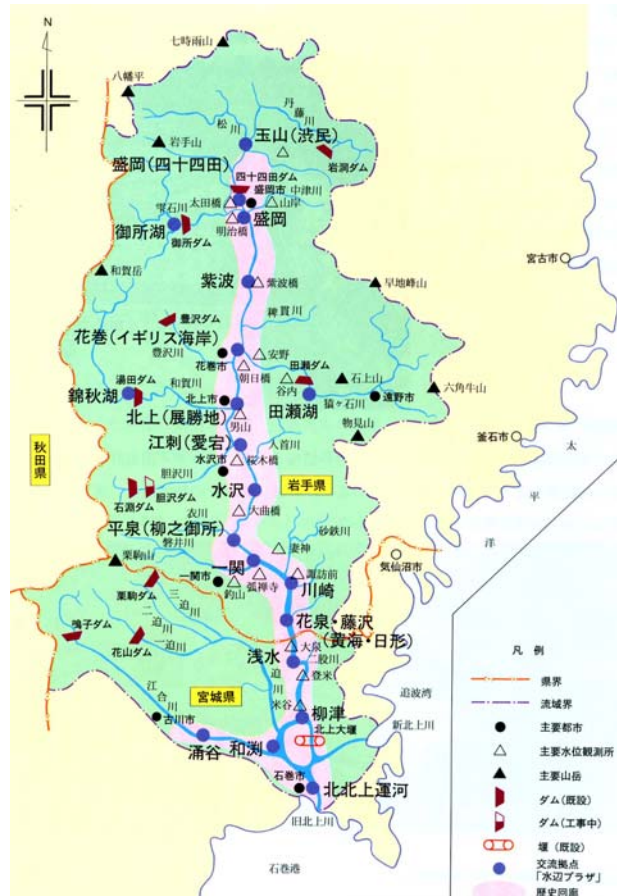 N
七時雨山
八幡平
丹藤川
松川
岩手山
玉山(渋民)
岩洞ダム
盛岡(四十四田)
四十四田ダム
盛岡市
中津川
太田橋
山岸
雫石川
盛岡
明治橋
御所湖
御所ダム
宮古市
和賀岳
紫波
紫波橋
早池峰山
稗貫川
豊沢ダム
花巻(イギリス海岸)
豊沢川
安野
花巻市
田瀬ダム
石上山
湯田ダム
和賀川
朝日橋
谷内
六角牛山
錦秋湖
北上市
田瀬湖
猿ヶ石川
遠野市
北上(展勝地)
男山
物見山
釜石市
江刺(愛宕)
人首川
太平洋
秋田県
水沢市
桜木橋
胆沢川
岩手県
水沢
石淵ダム
胆沢ダム
衣川
大曲橋
砂鉄川
平泉(柳之御所)
磐井川
妻神
栗駒山
一関
気仙沼市
一関市
諏訪前
釣山
狐禅寺
川崎
栗駒ダム
三迫川
二迫川
鳴子ダム
一迫川
花山ダム
花泉・藤沢
(黄海・日形)
大泉
浅水
二股川
迫川
登米
江合川
宮城県
米谷
追波湾
古川市
柳津
新北上川
北上大堰
涌谷
和渕
石巻市
北北上運河
旧北上川
石巻港
凡例
県界
流域界
主要都市
主要水位観測所
主要山岳
ダム(既設)
ダム(工事中)
堰(既設)
交流拠点
「水辺プラザ」
歴史回廊